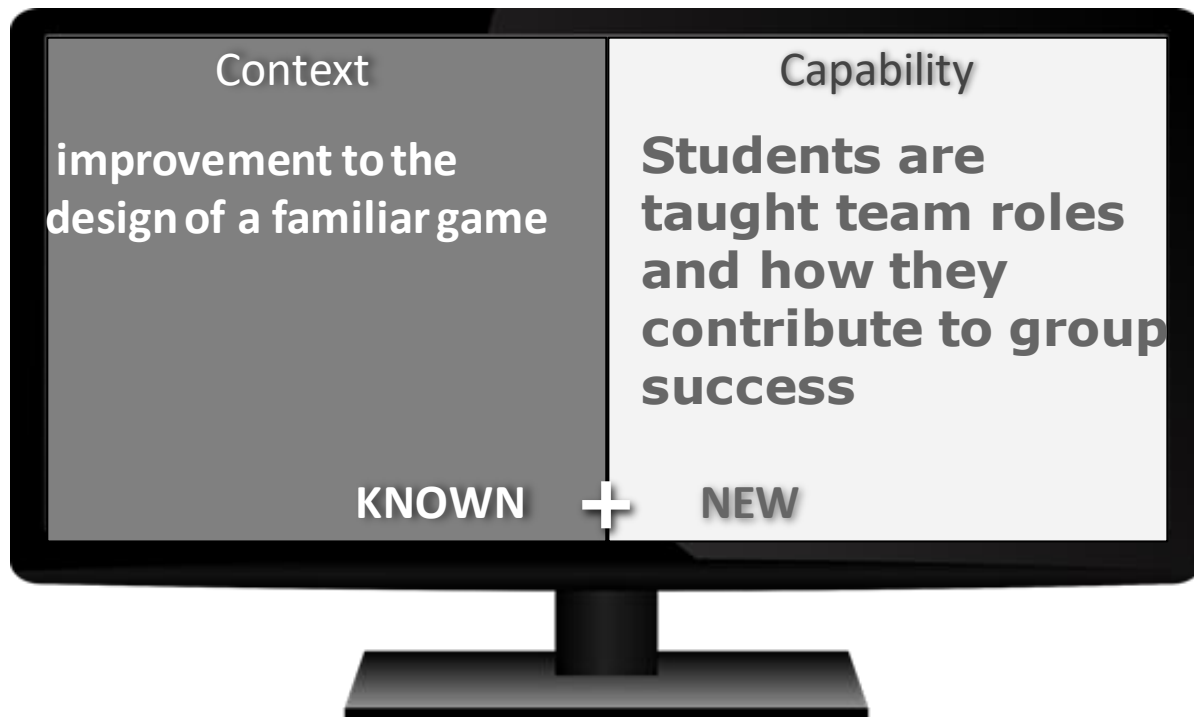 Context
improvement to the
design of a familiar game
KNOWN
+
Capability
Students are
taught team roles
and how they
contribute to group
success
NEW